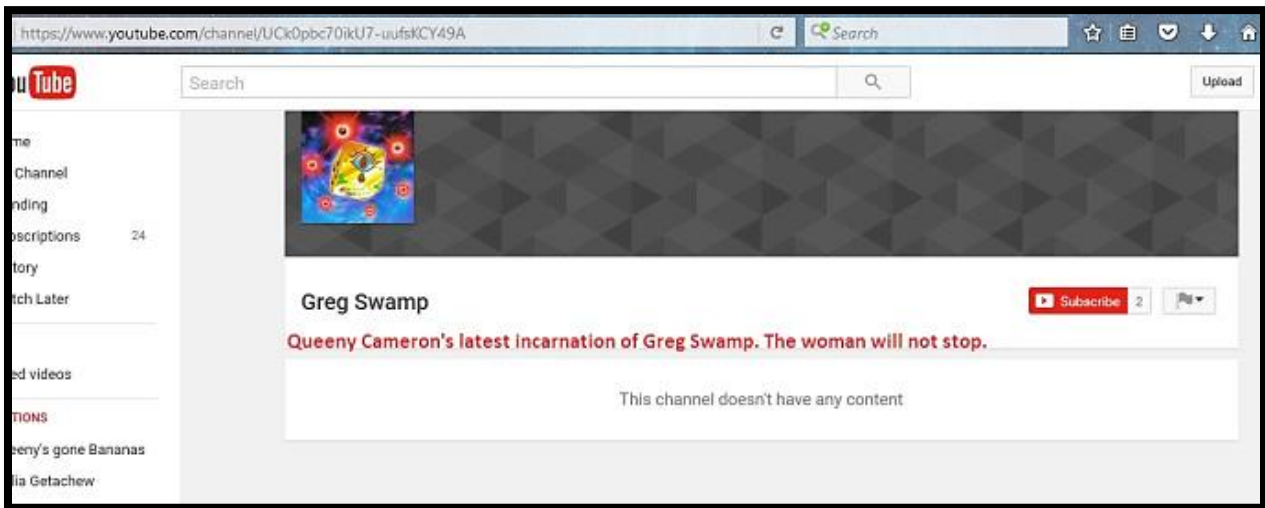 https://www.youtube.com/channel/UCk0pbc70ikU7-uufsKCY49A
Search
ou Tube
Search
Upload
me
Channel
nding
bscriptions 24
tory
tch Later
ed videos
TIONS
eeny's gone Bananas
lia Getachew
Greg Swamp
Subscribe 2
Queeny Cameron's latest incarnation of Greg Swamp. The woman will not stop.
This channel doesn't have any content